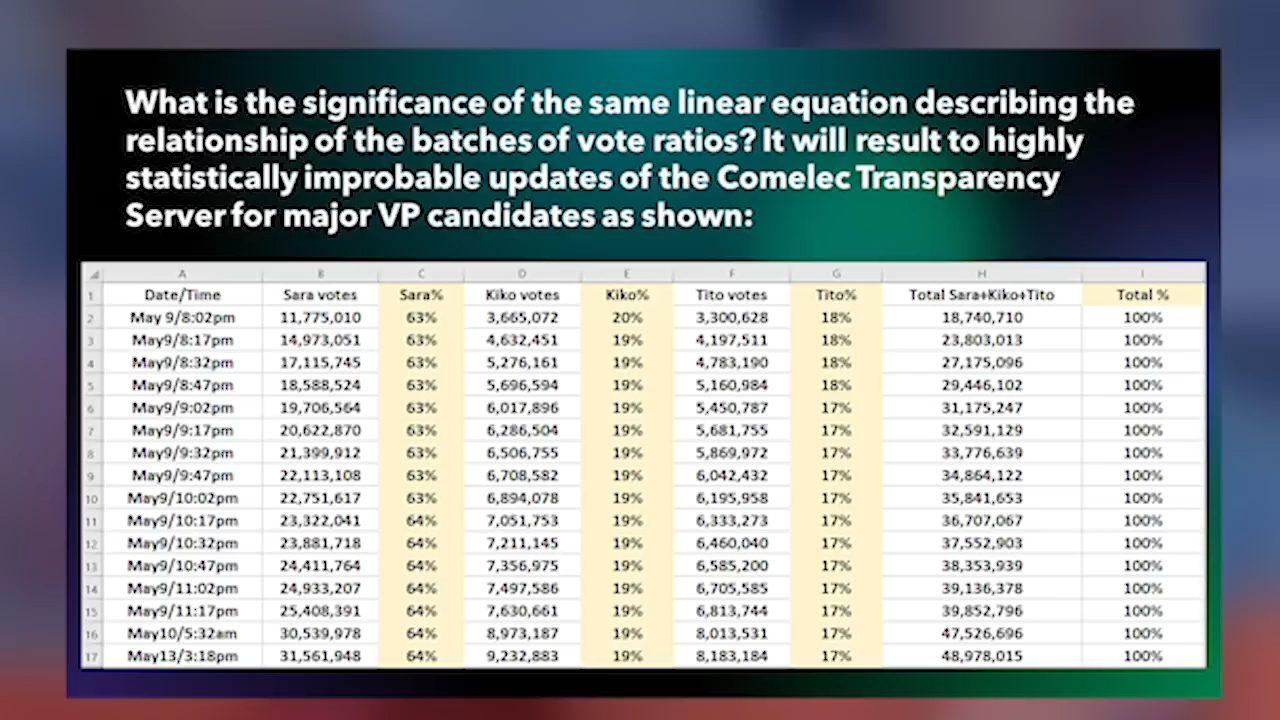 What is the significance of the same linear equation describing the
relationship of the batches of vote ratios? It will result to highly
statistically improbable updates of the Comelec Transparency
Server for major VP candidates as shown:
A B C D E F G H I
1 Date/Time Sara votes Sara% Kiko votes Kiko% Tito votes Tito% Total Sara+Kiko+Tito Total %
2 May 9/8:02pm 11,775,010 63% 3,665,072 20% 3,300,628 18% 18,740,710 100%
3 May9/8:17pm 14,973,051 63% 4,632,451 19% 4,197,511 18% 23,803,013 100%
4 May9/8:32pm 17,115,745 63% 5,276,161 19% 4,783,190 18% 27,175,096 100%
5 May9/8:47pm 18,588,524 63% 5,696,594 19% 5,160,984 18% 29,446,102 100%
6 May9/9:02pm 19,706,564 63% 6,017,896 19% 5,450,787 17% 31,175,247 100%
7 May9/9:17pm 20,622,870 63% 6,286,504 19% 5,681,755 17% 32,591,129 100%
8 May9/9:32pm 21,399,912 63% 6,506,755 19% 5,869,972 17% 33,776,639 100%
9 May9/9:47pm 22,113,108 63% 6,708,582 19% 6,042,432 17% 34,864,122 100%
10 May9/10:02pm 22,751,617 63% 6,894,078 19% 6,195,958 17% 35,841,653 100%
11 May9/10:17pm 23,322,041 64% 7,051,753 19% 6,333,273 17% 36,707,067 100%
12 May9/10:32pm 23,881,718 64% 7,211,145 19% 6,460,040 17% 37,552,903 100%
13 May9/10:47pm 24,411,764 64% 7,356,975 19% 6,585,200 17% 38,353,939 100%
14 May9/11:02pm 24,933,207 64% 7,497,586 19% 6,705,585 17% 39,136,378 100%
15 May9/11:17pm 25,408,391 64% 7,630,661 19% 6,813,744 17% 39,852,796 100%
16 May10/5:32am 30,539,978 64% 8,973,187 19% 8,013,531 17% 47,526,696 100%
17 May13/3:18pm 31,561,948 64% 9,232,883 19% 8,183,184 17% 48,978,015 100%